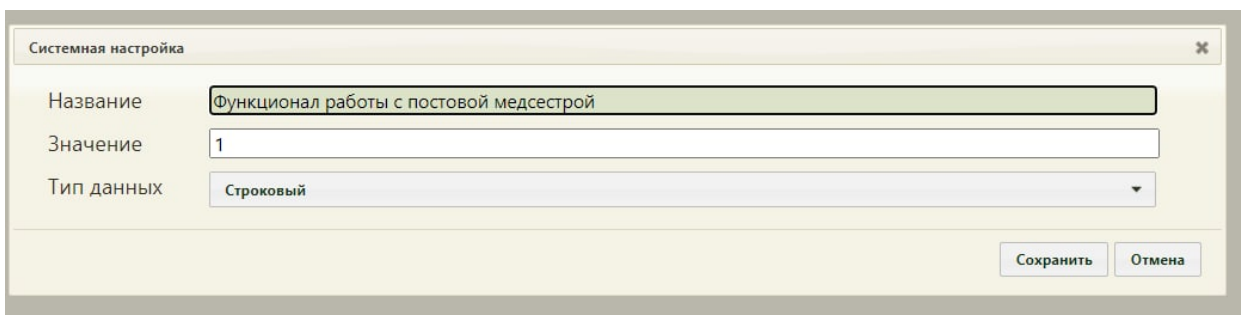 Системная настройка
Название Функционал работы с постовой медсестрой
Значение 1
Тип данных Строковый
Сохранить Отмена